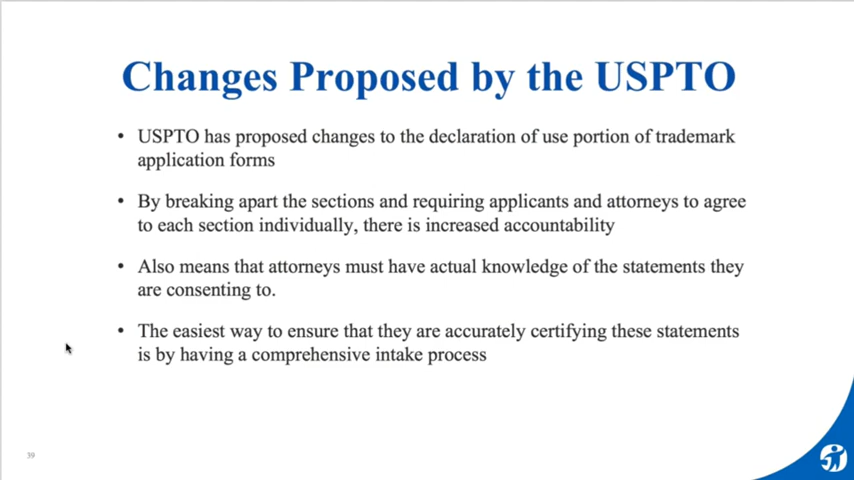 Changes Proposed by the USPTO
• USPTO has proposed changes to the declaration of use portion of trademark
application forms
• By breaking apart the sections and requiring applicants and attorneys to agree
to each section individually, there is increased accountability
• Also means that attorneys must have actual knowledge of the statements they
are consenting to.
• The easiest way to ensure that they are accurately certifying these statements
is by having a comprehensive intake process
39